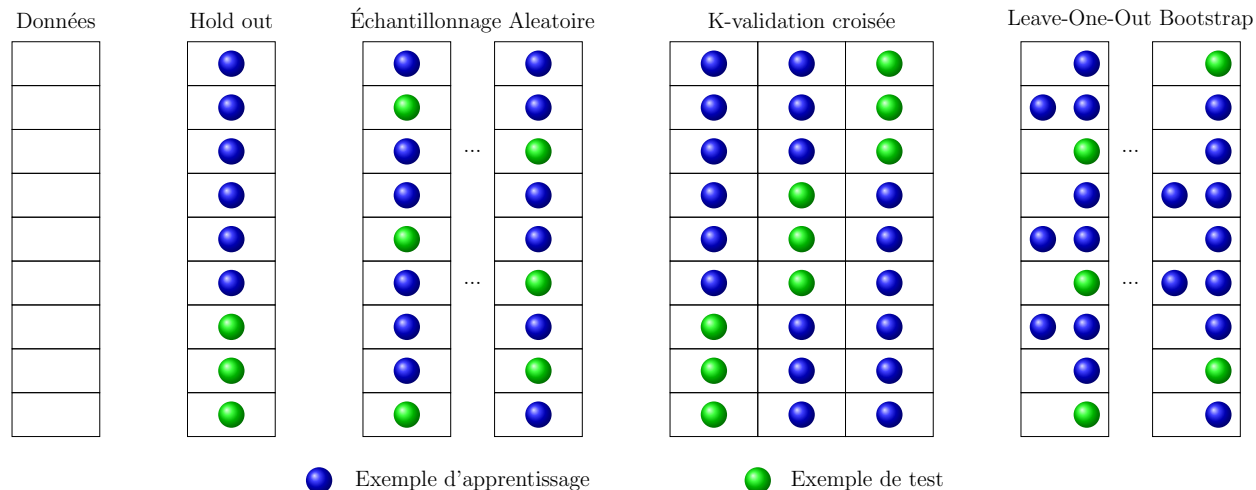 Données
Hold out
Échantillonnage Aleatoire
K-validation croisée
Leave-One-Out Bootstrap
... ...
... ...
Exemple d'apprentissage
Exemple de test